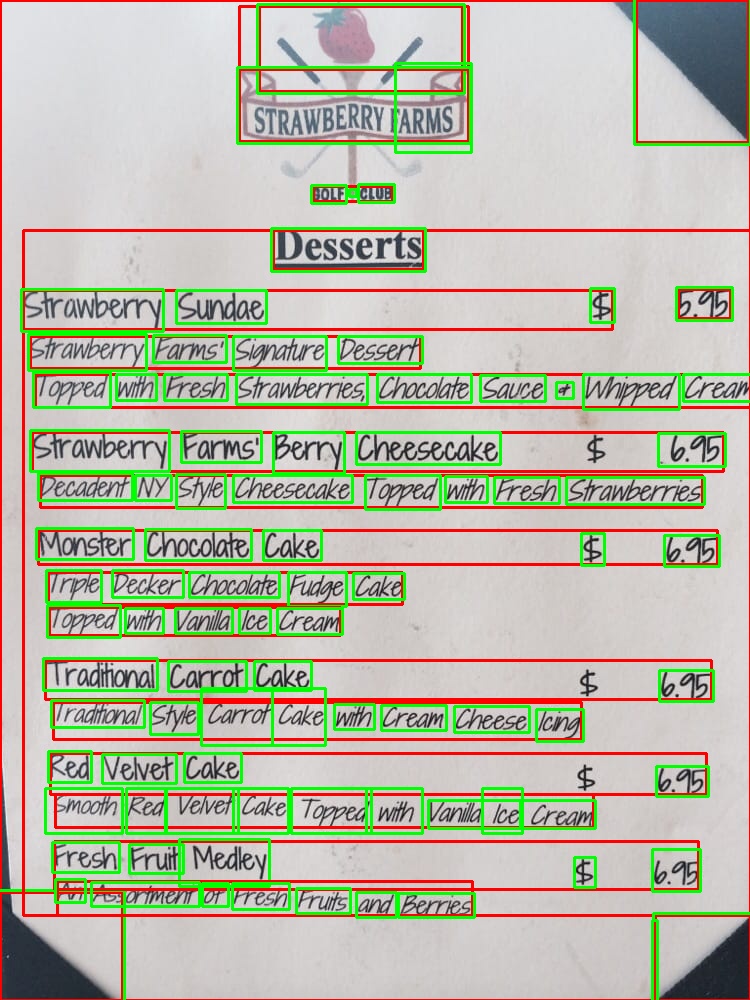 STRAWBERRY FARMS
GOLF CLUB
Desserts
Strawberry Sundae $ 5.95
Strawberry Farms' Signature Dessert
Topped with Fresh Strawberries, Chocolate Sauce & Whipped Cream
Strawberry Farms' Berry Cheesecake $ 6.95
Decadent NY Style Cheesecake Topped with Fresh Strawberries
Monster Chocolate Cake $ 6.95
Triple Decker Chocolate Fudge Cake
Topped with Vanilla Ice Cream
Traditional Carrot Cake $ 6.95
Traditional Style Carrot Cake with Cream Cheese Icing
Red Velvet Cake $ 6.95
Smooth Red Velvet Cake Topped with Vanilla Ice Cream
Fresh Fruit Medley $ 6.95
An Assortment of Fresh Fruits and Berries